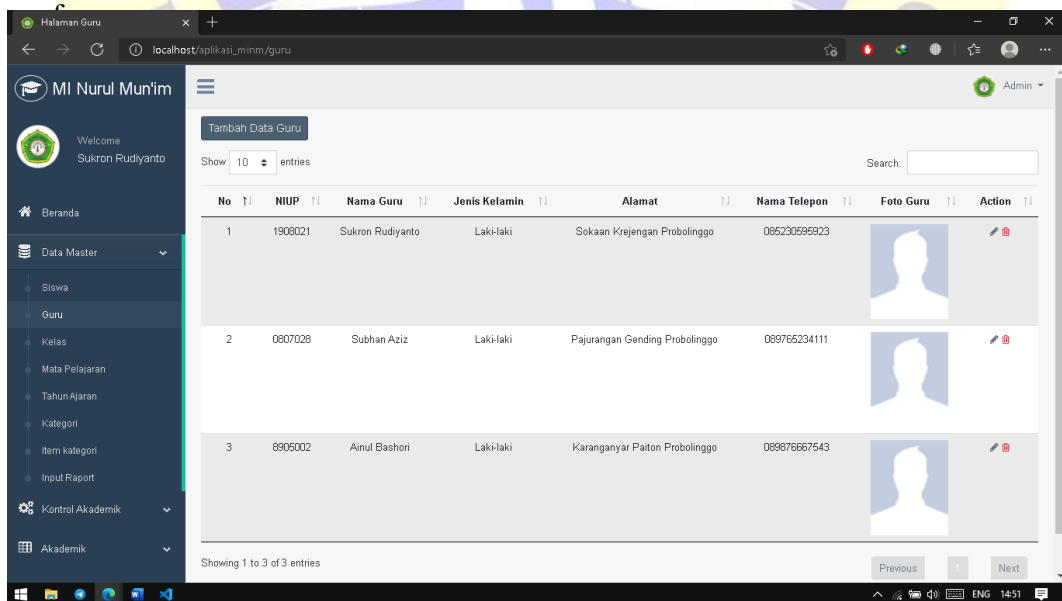 Halaman Guru
localhost/aplikasi_minm/guru
MI Nurul Mun'im
Admin
Welcome
Sukron Rudiyanto
Tambah Data Guru
Show 10 entries
Search:
Beranda
Data Master
Siswa
Guru
Kelas
Mata Pelajaran
Tahun Ajaran
Kategori
Item kategori
Input Raport
Kontrol Akademik
Akademik
No NIUP Nama Guru Jenis Kelamin Alamat Nama Telepon Foto Guru Action
1 1908021 Sukron Rudiyanto Laki-laki Sokaan Krejengan Probolinggo 085230595923
2 0807028 Subhan Aziz Laki-laki Pajurangan Gending Probolinggo 089765234111
3 8905002 Ainul Bashori Laki-laki Karanganyar Paiton Probolinggo 089876667543
Showing 1 to 3 of 3 entries
Previous 1 Next
ENG 14:51